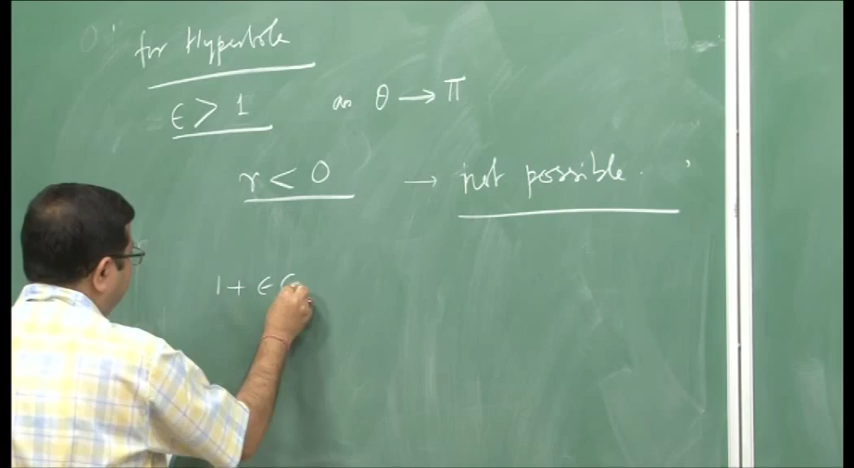 for Hyperbola
ε > 1 as θ → π
r < 0 → not possible.
1 + ε